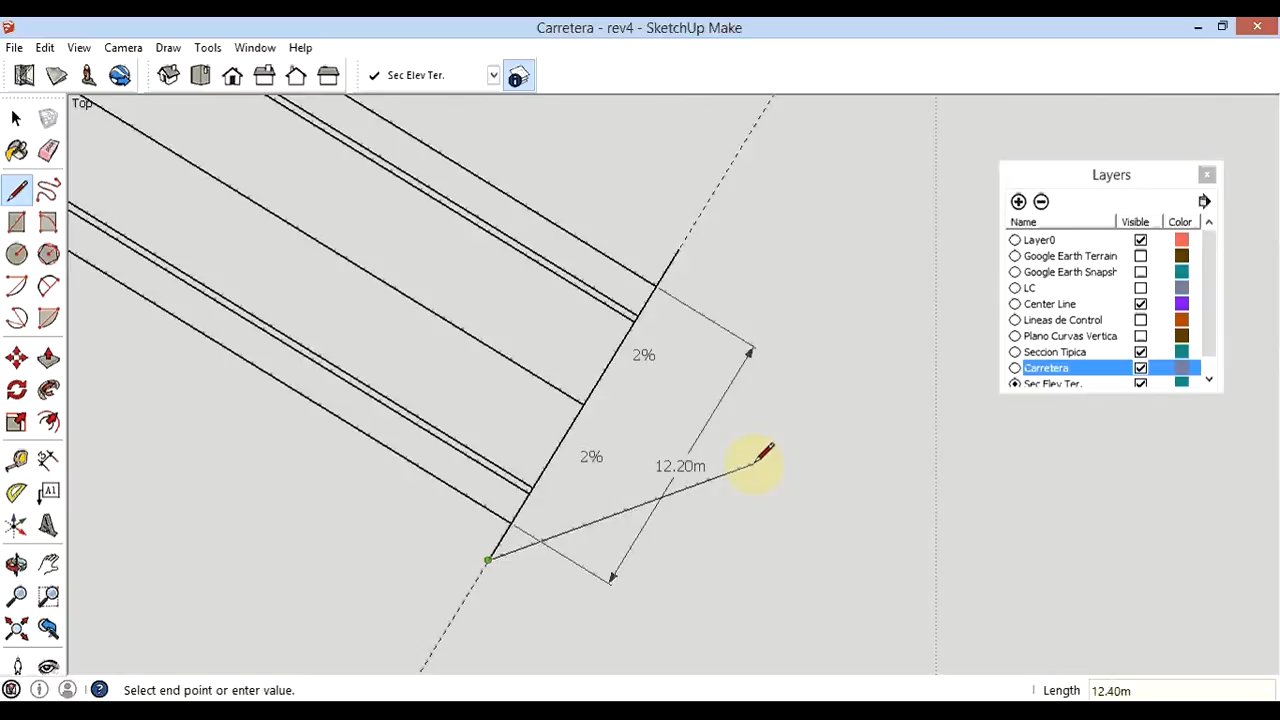 Carretera - rev4 - SketchUp Make
File Edit View Camera Draw Tools Window Help
Sec Elev Ter.
Top
Layers
Name Visible Color
Layer0
Google Earth Terrain
Google Earth Snapsh
LC
Center Line
Lineas de Control
Plano Curvas Vertica
Seccion Tipica
Carretera
Sec Elev Ter.
2%
2%
12.20m
A1
Select end point or enter value.
Length 12.40m